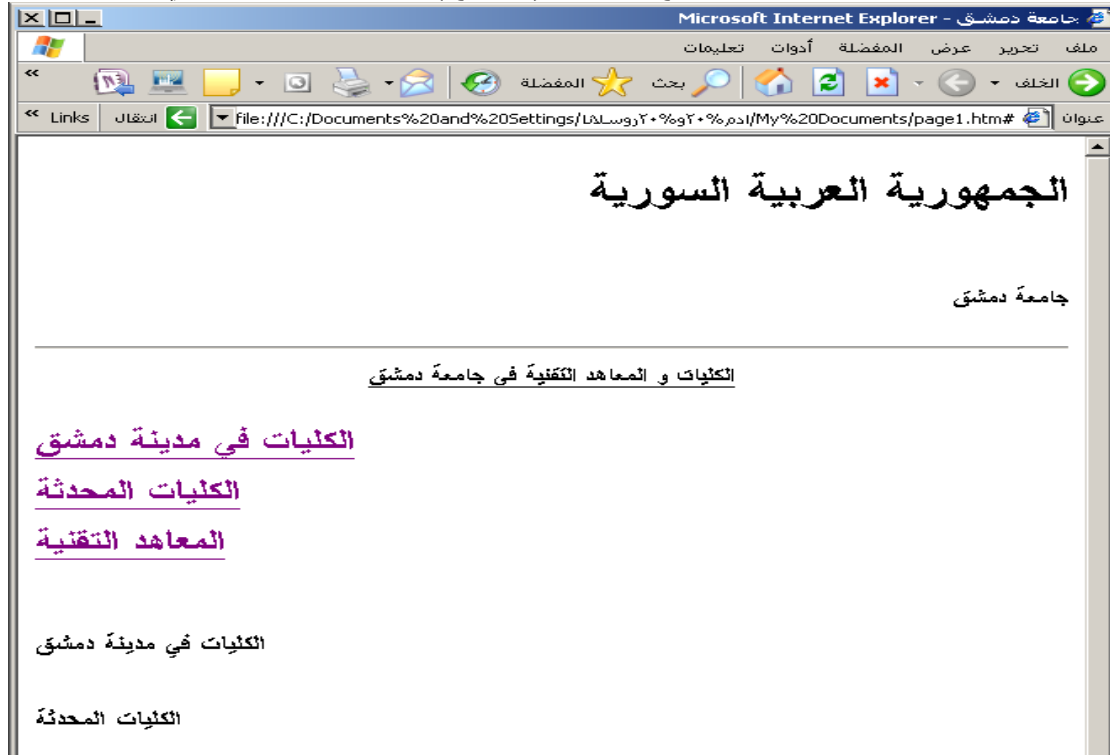 جامعة دمشق - Microsoft Internet Explorer
ملف تحرير عرض المفضلة أدوات تعليمات
الخلف بحث المفضلة
عنوان file:///C:/Documents%20and%20Settings/ /My%20Documents/page1.htm# انتقال Links
الجمهورية العربية السورية
جامعة دمشق
الكليات و المعاهد التقنية في جامعة دمشق
الكليات في مدينة دمشق
الكليات المحدثة
المعاهد التقنية
الكليات في مدينة دمشق
الكليات المحدثة